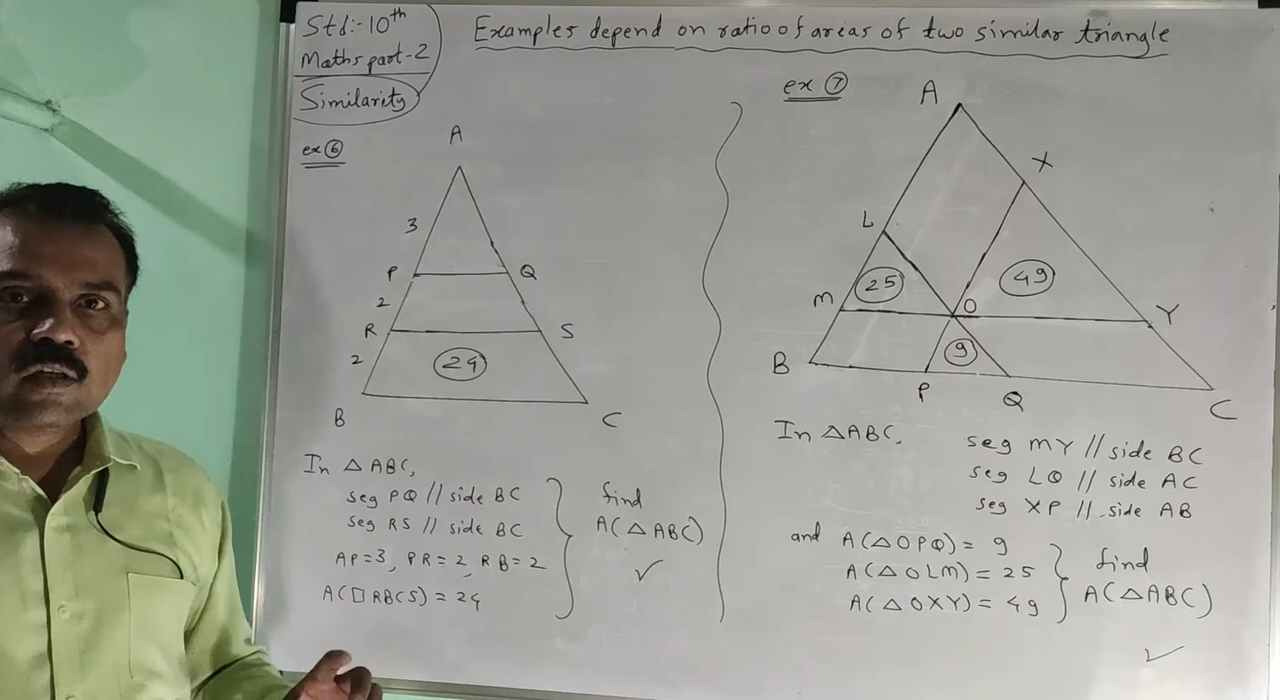 Std:- 10th
Maths part-2
Similarity
Examples depend on ratio of areas of two similar triangle
ex 6
A
3
P
Q
2
R
S
2
24
B
C
In △ABC,
seg PQ // side BC
seg RS // side BC
AP=3, PR=2, RB=2
A(□RBCS) = 24
find
A(△ABC)
ex 7
A
X
L
25
49
M
O
Y
9
B
P
Q
C
In △ABC,
seg MY // side BC
seg LQ // side AC
seg XP // side AB
and A(△OPQ) = 9
A(△OLM) = 25
A(△OXY) = 49
find
A(△ABC)